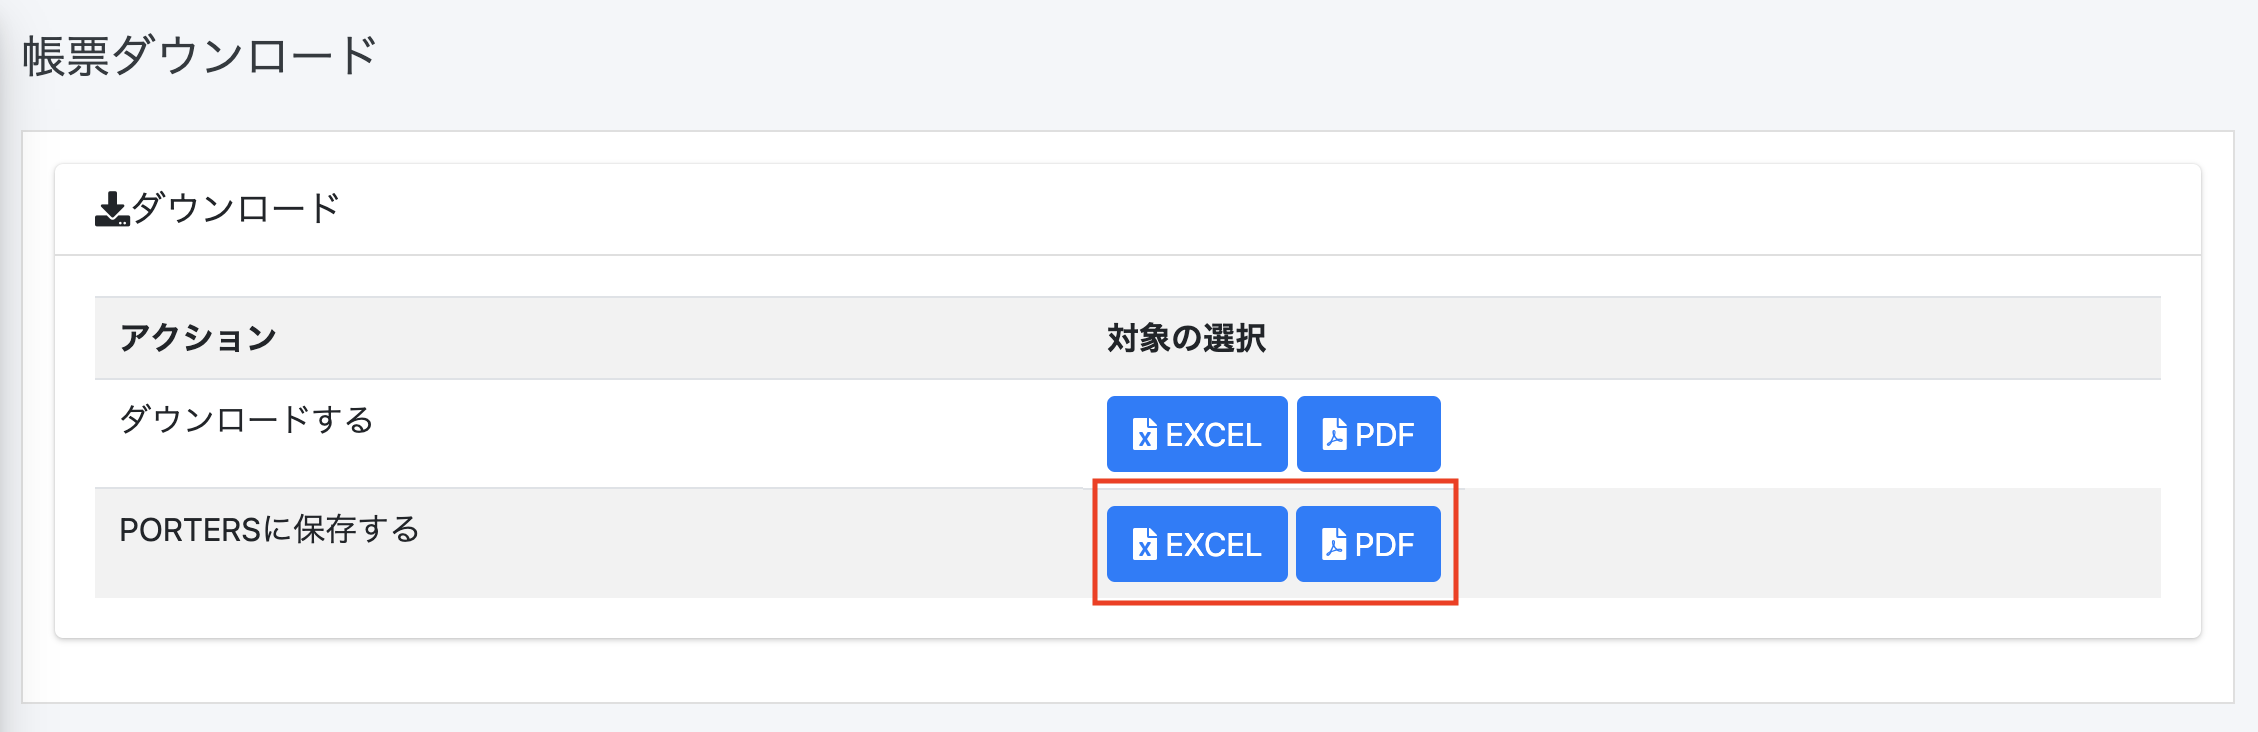 帳票ダウンロード
ダウンロード
アクション 対象の選択
ダウンロードする EXCEL PDF
PORTERSに保存する EXCEL PDF